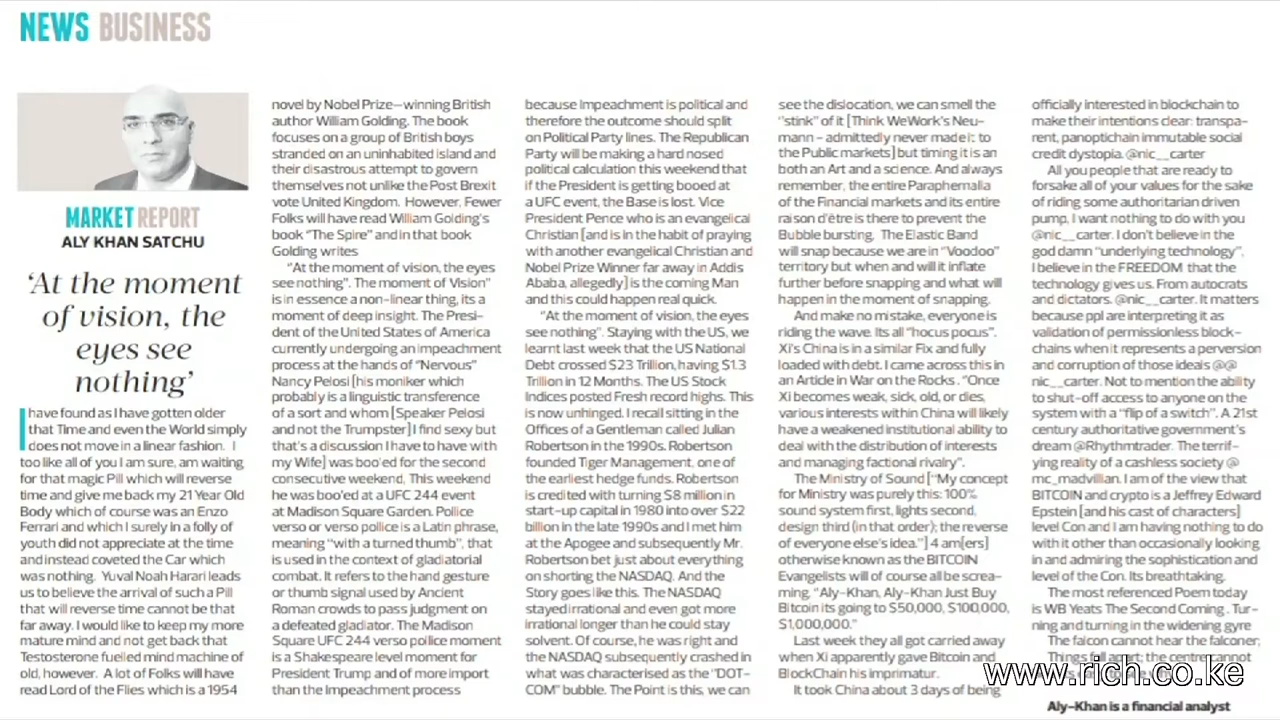 NEWS BUSINESS
MARKET REPORT
ALY KHAN SATCHU
‘At the moment
of vision, the
eyes see
nothing’
I have found as I have gotten older
that Time and even the World simply
does not move in a linear fashion. I
too like all of you I am sure, am waiting
for that magic Pill which will reverse
time and give me back my 21 Year Old
Body which of course was an Enzo
Ferrari and which I surely in a folly of
youth did not appreciate at the time
and instead coveted the Car which
was nothing. Yuval Noah Harari leads
us to believe the arrival of such a Pill
that will reverse time cannot be that
far away. I would like to keep my more
mature mind and not get back that
Testosterone fuelled mind machine of
old, however. A lot of Folks will have
read Lord of the Flies which is a 1954
novel by Nobel Prize–winning British
author William Golding. The book
focuses on a group of British boys
stranded on an uninhabited island and
their disastrous attempt to govern
themselves not unlike the Post Brexit
vote United Kingdom. However, Fewer
Folks will have read William Golding's
book "The Spire" and in that book
Golding writes
"At the moment of vision, the eyes
see nothing". The moment of Vision"
is in essence a non-linear thing, its a
moment of deep insight. The Presi-
dent of the United States of America
currently undergoing an impeachment
process at the hands of "Nervous"
Nancy Pelosi [his moniker which
probably is a linguistic transference
of a sort and whom [Speaker Pelosi
and not the Trumpster] I find sexy but
that's a discussion I have to have with
my Wife] was boo'ed for the second
consecutive weekend. This weekend
he was boo'ed at a UFC 244 event
at Madison Square Garden. Pollice
verso or verso pollice is a Latin phrase,
meaning "with a turned thumb", that
is used in the context of gladiatorial
combat. It refers to the hand gesture
or thumb signal used by Ancient
Roman crowds to pass judgment on
a defeated gladiator. The Madison
Square UFC 244 verso pollice moment
is a Shakespeare level moment for
President Trump and of more import
than the Impeachment process
because Impeachment is political and
therefore the outcome should split
on Political Party lines. The Republican
Party will be making a hard nosed
political calculation this weekend that
if the President is getting booed at
a UFC event, the Base is lost. Vice
President Pence who is an evangelical
Christian [and is in the habit of praying
with another evangelical Christian and
Nobel Prize Winner far away in Addis
Ababa, allegedly] is the coming Man
and this could happen real quick.
"At the moment of vision, the eyes
see nothing". Staying with the US, we
learnt last week that the US National
Debt crossed $23 Trillion, having $1.3
Trillion in 12 Months. The US Stock
Indices posted Fresh record highs. This
is now unhinged. I recall sitting in the
Offices of a Gentleman called Julian
Robertson in the 1990s. Robertson
founded Tiger Management, one of
the earliest hedge funds. Robertson
is credited with turning $8 million in
start-up capital in 1980 into over $22
billion in the late 1990s and I met him
at the Apogee and subsequently Mr.
Robertson bet just about everything
on shorting the NASDAQ. And the
Story goes like this. The NASDAQ
stayed irrational and even got more
irrational longer than he could stay
solvent. Of course, he was right and
the NASDAQ subsequently crashed in
what was characterised as the "DOT-
COM" bubble. The Point is this, we can
see the dislocation, we can smell the
"stink" of it [Think WeWork's Neu-
mann – admittedly never made it to
the Public markets] but timing it is an
both an Art and a science. And always
remember, the entire Paraphernalia
of the Financial markets and its entire
raison d'être is there to prevent the
Bubble bursting. The Elastic Band
will snap because we are in "Voodoo"
territory but when and will it inflate
further before snapping and what will
happen in the moment of snapping.
And make no mistake, everyone is
riding the wave. Its all "hocus pocus".
Xi's China is in a similar Fix and fully
loaded with debt. I came across this in
an Article in War on the Rocks . "Once
Xi becomes weak, sick, old, or dies,
various interests within China will likely
have a weakened institutional ability to
deal with the distribution of interests
and managing factional rivalry".
The Ministry of Sound ["My concept
for Ministry was purely this: 100%
sound system first, lights second,
design third (in that order); the reverse
of everyone else's idea."] 4 am[ers]
otherwise known as the BITCOIN
Evangelists will of course all be screa-
ming. "Aly-Khan, Aly-Khan Just Buy
Bitcoin its going to $50,000, $100,000,
$1,000,000."
Last week they all got carried away
when Xi apparently gave Bitcoin and
BlockChain his imprimatur.
It took China about 3 days of being
officially interested in blockchain to
make their intentions clear: transpa-
rent, panoptichain immutable social
credit dystopia. @nic__carter
All you people that are ready to
forsake all of your values for the sake
of riding some authoritarian driven
pump, I want nothing to do with you
@nic__carter. I don't believe in the
god damn "underlying technology".
I believe in the FREEDOM that the
technology gives us. From autocrats
and dictators. @nic__carter. It matters
because ppl are interpreting it as
validation of permissionless block-
chains when it represents a perversion
and corruption of those ideals @@
nic__carter. Not to mention the ability
to shut-off access to anyone on the
system with a "flip of a switch". A 21st
century authoritative government's
dream @Rhythmtrader. The terrif-
ying reality of a cashless society @
mc_madvillian. I am of the view that
BITCOIN and crypto is a Jeffrey Edward
Epstein [and his cast of characters]
level Con and I am having nothing to do
with it other than occasionally looking
in and admiring the sophistication and
level of the Con. Its breathtaking.
The most referenced Poem today
is WB Yeats The Second Coming . Tur-
ning and turning in the widening gyre
The falcon cannot hear the falconer;
Things fall apart; the centre cannot
www.rich.co.ke
Aly-Khan is a financial analyst